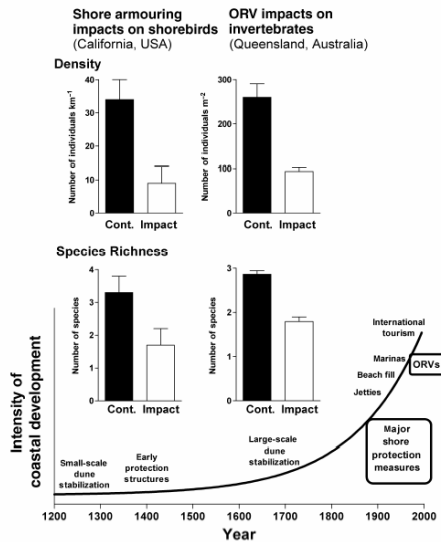 Shore armouring
impacts on shorebirds
(California, USA)
ORV impacts on
invertebrates
(Queensland, Australia)
Density
Number of individuals km⁻¹
40
30
20
10
0
Cont. Impact
Number of individuals m⁻²
300
200
100
0
Cont. Impact
Species Richness
Number of species
4
3
2
1
0
Cont. Impact
Number of species
3
2
1
0
Cont. Impact
Intensity of
coastal development
Small-scale
dune
stabilization
Early
protection
structures
Large-scale
dune
stabilization
International
tourism
Marinas
ORVs
Beach fill
Jetties
Major
shore
protection
measures
1200 1300 1400 1500 1600 1700 1800 1900 2000
Year